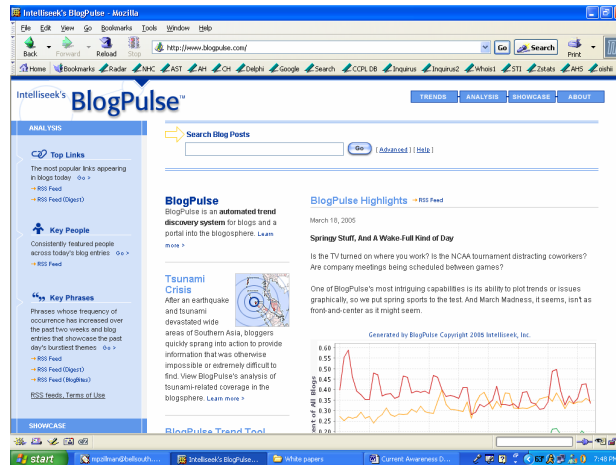 Intelliseek's BlogPulse - Mozilla
File Edit View Go Bookmarks Tools Window Help
Back Forward Reload Stop http://www.blogpulse.com/ Go Search Print
Home Bookmarks Radar NHC AST AH CH Delphi Google Search CCPL DB Inquirus Inquirus2 Whois1 STI Zstats AHS oishii
Intelliseek's BlogPulse™
TRENDS ANALYSIS SHOWCASE ABOUT
ANALYSIS
Top Links
The most popular links appearing
in blogs today Go >
RSS Feed
RSS Feed (Digest)
Key People
Consistently featured people
across today's blog entries Go >
RSS Feed
Key Phrases
Phrases whose frequency of
occurrence has increased over
the past two weeks and blog
entries that showcase the past
day's burstiest themes Go >
RSS Feed
RSS Feed (Digest)
RSS Feed (BlogBites)
RSS feeds, Terms of Use
SHOWCASE
Search Blog Posts
Go [ Advanced ] [ Help ]
BlogPulse
BlogPulse is an automated trend
discovery system for blogs and a
portal into the blogosphere. Learn
more >
Tsunami
Crisis
After an earthquake
and tsunami
devastated wide
areas of Southern Asia, bloggers
quickly sprang into action to provide
information that was otherwise
impossible or extremely difficult to
find. View BlogPulse's analysis of
tsunami-related coverage in the
blogsphere. Learn more >
BlogPulse Trend Tool
BlogPulse Highlights RSS Feed
March 18, 2005
Springy Stuff, And A Wake-Full Kind of Day
Is the TV turned on where you work? Is the NCAA tournament distracting coworkers?
Are company meetings being scheduled between games?
One of BlogPulse's most intriguing capabilities is its ability to plot trends or issues
graphically, so we put spring sports to the test. And March Madness, it seems, isn't as
front-and-center as it might seem.
Generated by BlogPulse Copyright 2005 Intelliseek, Inc.
0.60
0.55
0.50
0.45
0.40
0.35
0.30
0.25
0.20
cent of All Blogs
start mpzillman@bellsouth.... Intelliseek's BlogPulse... White papers Current Awareness D... 7:48 PM